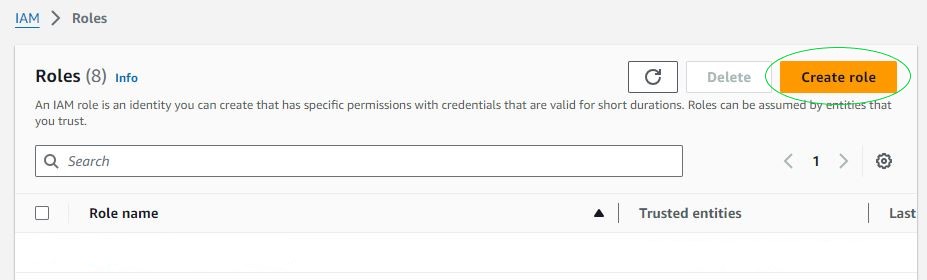 IAM > Roles
Roles (8) Info
Delete
Create role
An IAM role is an identity you can create that has specific permissions with credentials that are valid for short durations. Roles can be assumed by entities that
you trust.
Search
1
Role name
Trusted entities
Last